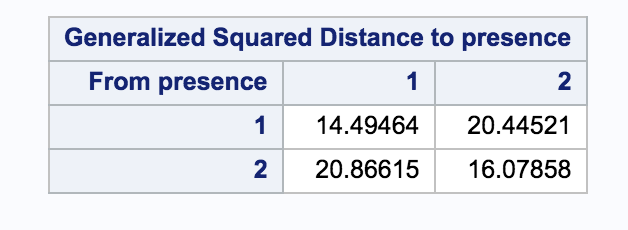 Generalized Squared Distance to presence
From presence 1 2
1 14.49464 20.44521
2 20.86615 16.07858